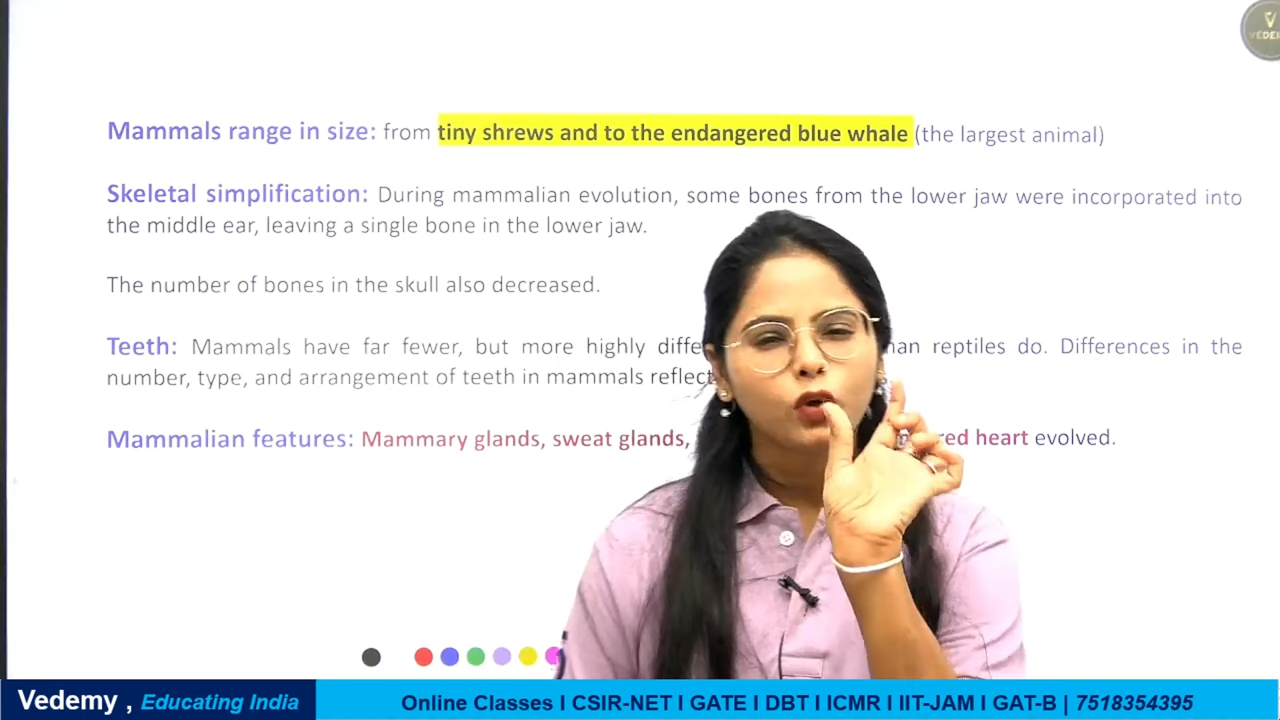 VEDEM
Mammals range in size: from tiny shrews and to the endangered blue whale (the largest animal)
Skeletal simplification: During mammalian evolution, some bones from the lower jaw were incorporated into
the middle ear, leaving a single bone in the lower jaw.
The number of bones in the skull also decreased.
Teeth: Mammals have far fewer, but more highly reptiles do. Differences in the
number, type, and arrangement of teeth in mammals reflect
Mammalian features: Mammary glands, sweat glands, heart evolved.
Vedemy , Educating India
Online Classes I CSIR-NET I GATE I DBT I ICMR I IIT-JAM I GAT-B | 7518354395